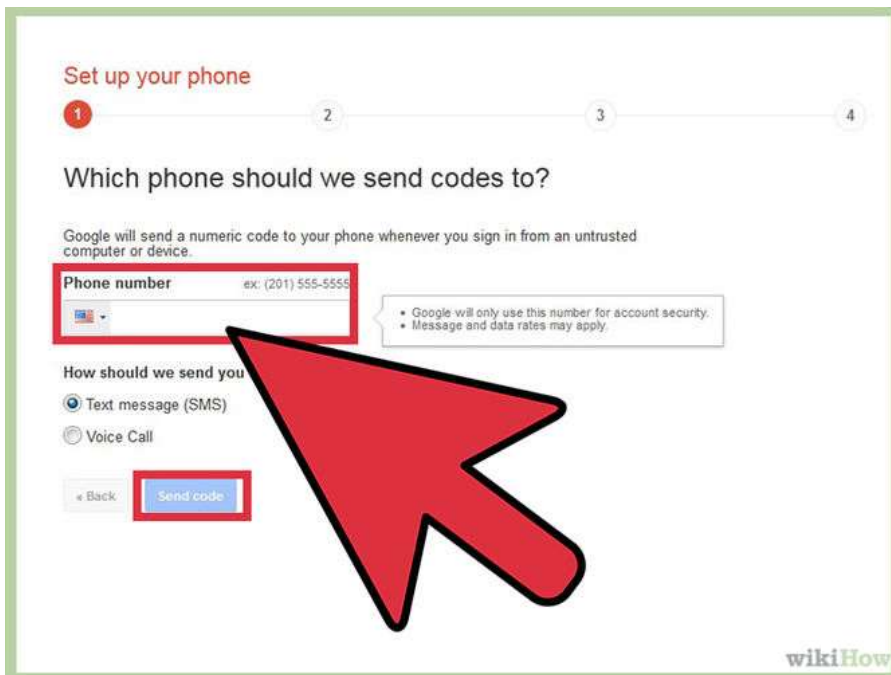 Set up your phone
1 2 3 4
Which phone should we send codes to?
Google will send a numeric code to your phone whenever you sign in from an untrusted
computer or device.
Phone number ex: (201) 555-5555
• Google will only use this number for account security.
• Message and data rates may apply.
How should we send you
Text message (SMS)
Voice Call
« Back Send code
wikiHow